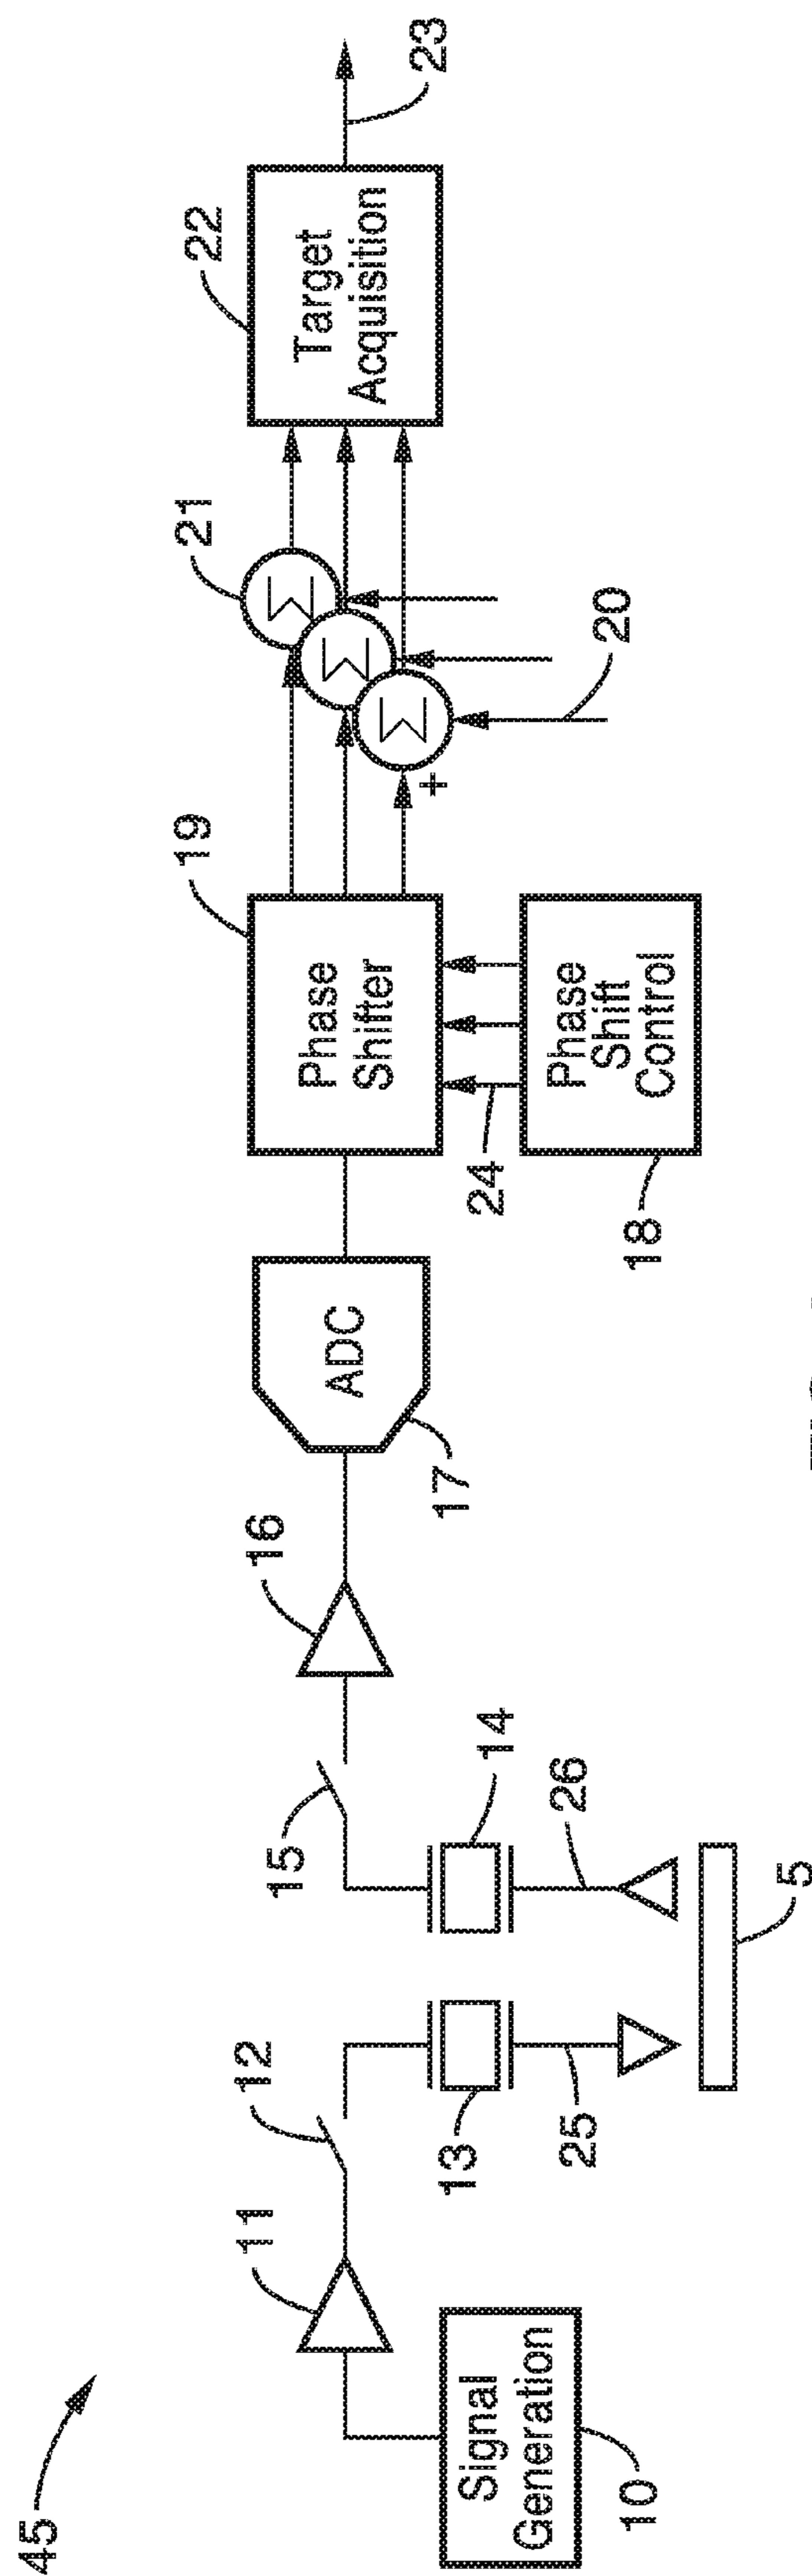 45
Signal
Generation
10
11
12
13
25
5
26
14
15
16
17
ADC
Phase
Shifter
19
24
Phase
Shift
Control
18
+
Σ
Σ
Σ
20
21
Target
Acquisition
22
23